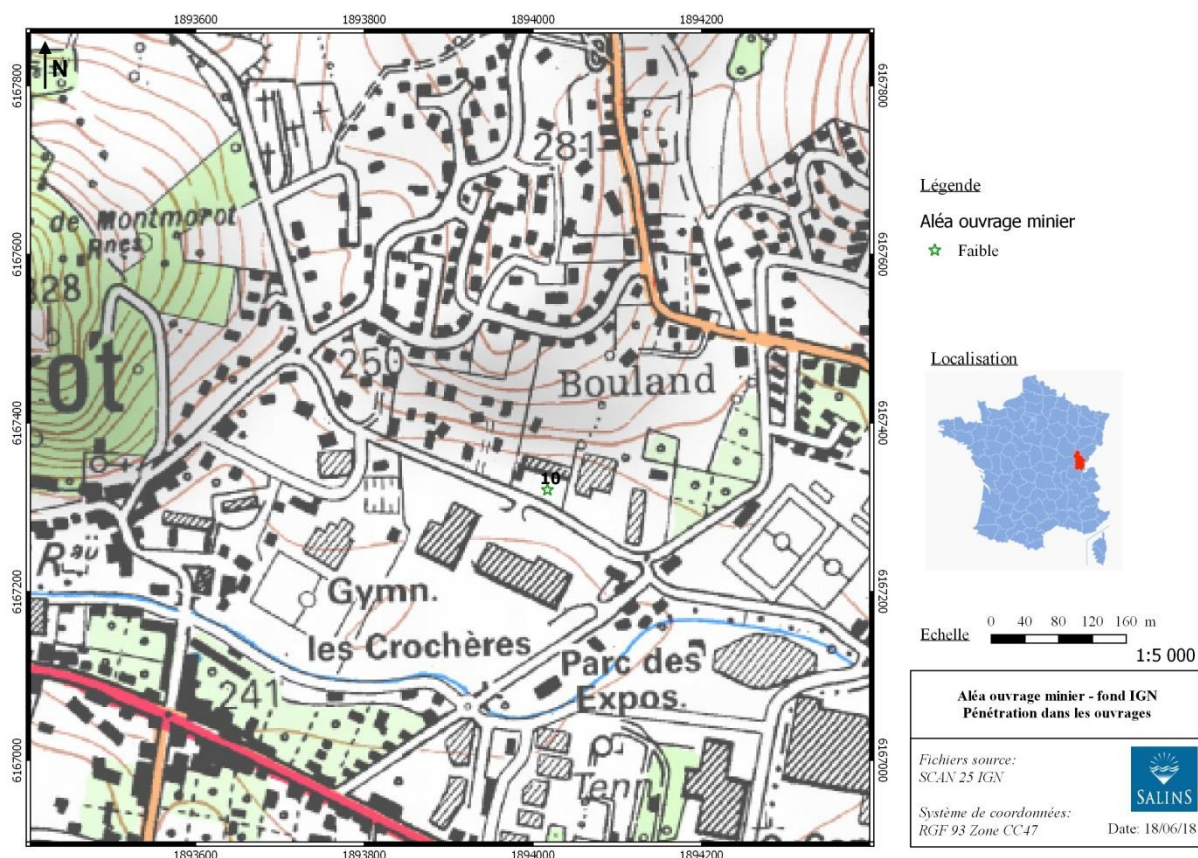 1893600 1893800 1894000 1894200
N
6167800
6167600
6167400
6167200
6167000
6167800
6167600
6167400
6167200
6167000
281
de Montmorot
Rnes
328
ot
250
Bouland
10
R au
Gymn.
les Crochères
Parc des
Expos.
241
Tenn
1893600 1893800 1894000 1894200
Légende
Aléa ouvrage minier
Faible
Localisation
Echelle 0 40 80 120 160 m
1:5 000
Aléa ouvrage minier - fond IGN
Pénétration dans les ouvrages
Fichiers source:
SCAN 25 IGN
Système de coordonnées:
RGF 93 Zone CC47
SALINS
Date: 18/06/18